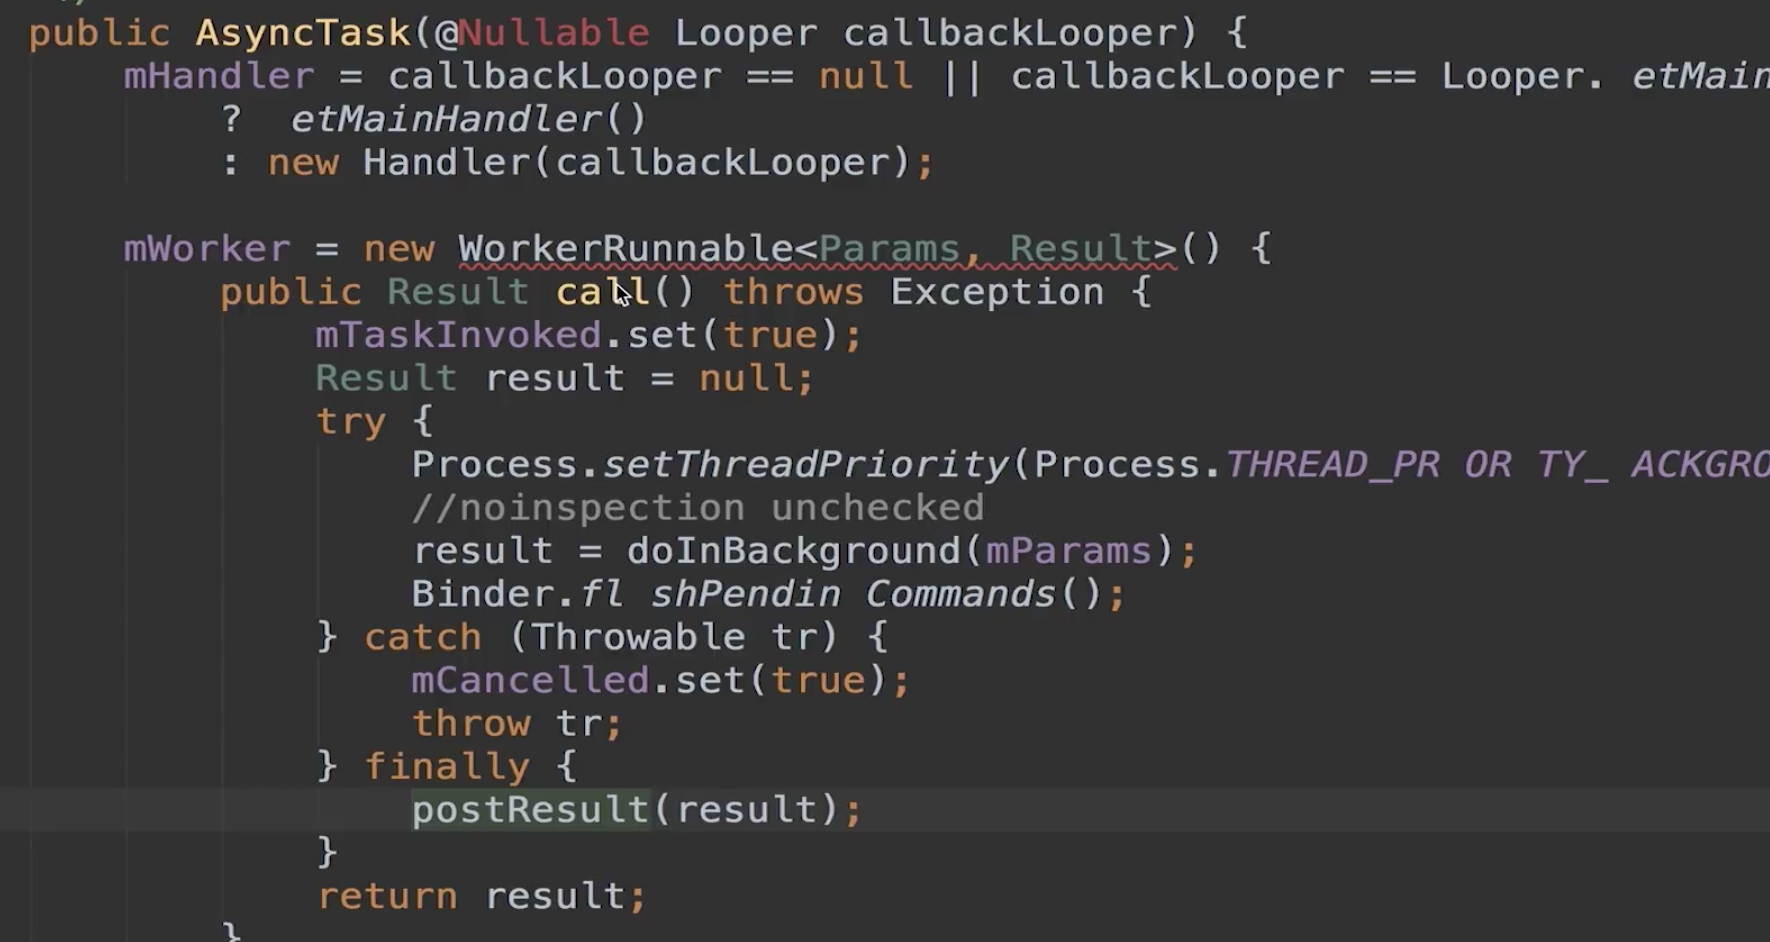 */
public AsyncTask(@Nullable Looper callbackLooper) {
mHandler = callbackLooper == null || callbackLooper == Looper. etMain
? etMainHandler()
: new Handler(callbackLooper);
mWorker = new WorkerRunnable<Params, Result>() {
public Result call() throws Exception {
mTaskInvoked.set(true);
Result result = null;
try {
Process.setThreadPriority(Process.THREAD_PR OR TY_ ACKGRO
//noinspection unchecked
result = doInBackground(mParams);
Binder.fl shPendin Commands();
} catch (Throwable tr) {
mCancelled.set(true);
throw tr;
} finally {
postResult(result);
}
return result;
}